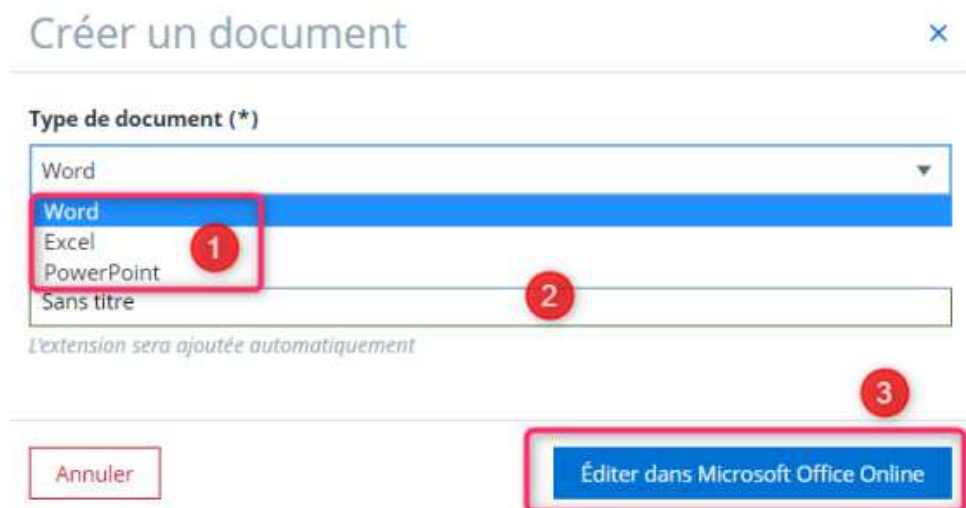 Créer un document ×
Type de document (*)
Word
Word
Excel
1
PowerPoint
Sans titre
2
L'extension sera ajoutée automatiquement
3
Annuler
Éditer dans Microsoft Office Online